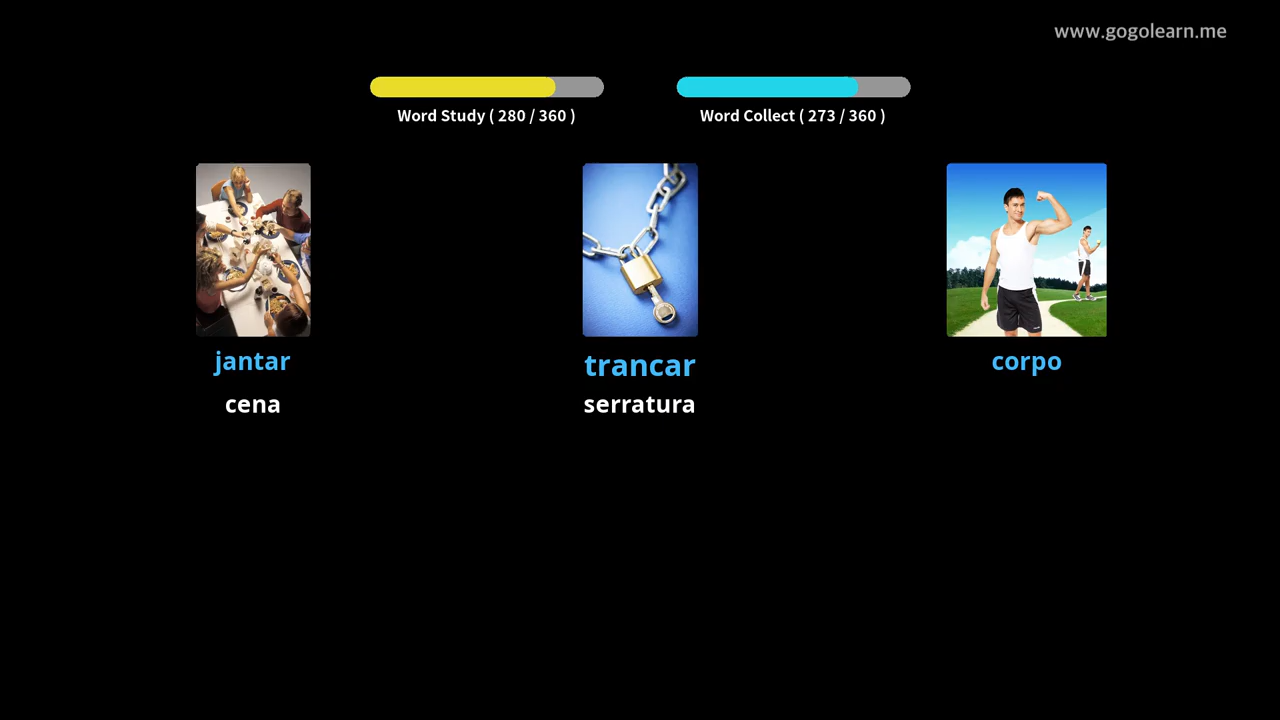 www.gogolearn.me
Word Study ( 280 / 360 )
Word Collect ( 273 / 360 )
jantar
trancar
corpo
cena
serratura